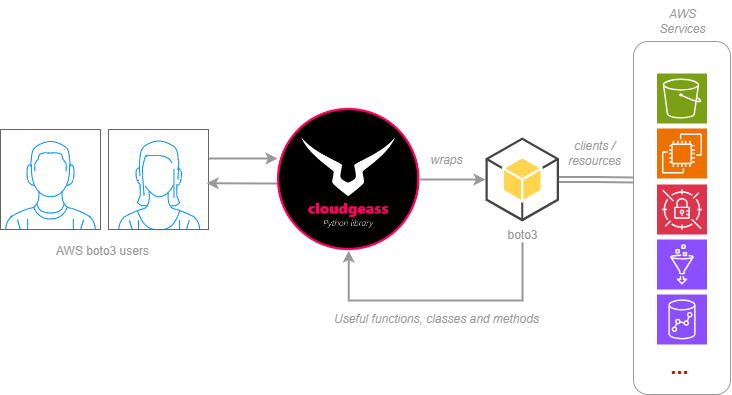 AWS
Services
clients /
resources
wraps
cloudgeass
Python library
boto3
AWS boto3 users
Useful functions, classes and methods
...